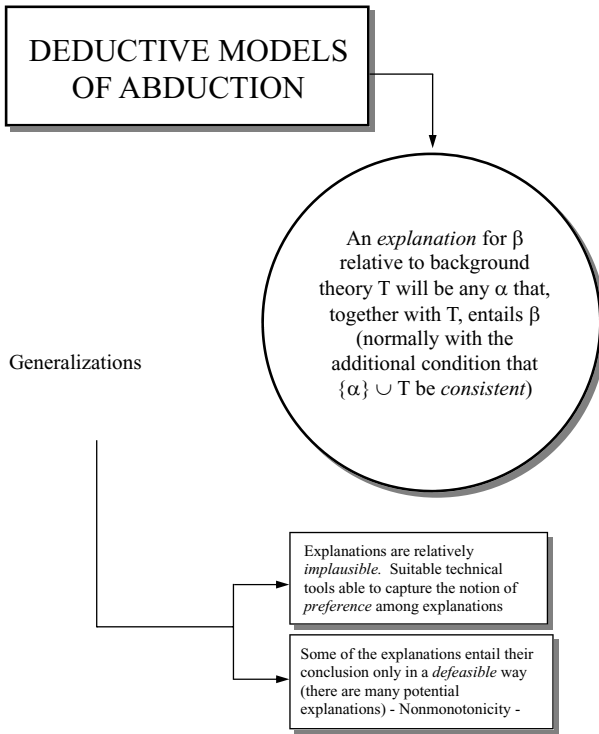 DEDUCTIVE MODELS
OF ABDUCTION
An explanation for β
relative to background
theory T will be any α that,
together with T, entails β
(normally with the
additional condition that
{α} ∪ T be consistent)
Generalizations
Explanations are relatively
implausible. Suitable technical
tools able to capture the notion of
preference among explanations
Some of the explanations entail their
conclusion only in a defeasible way
(there are many potential
explanations) - Nonmonotonicity -